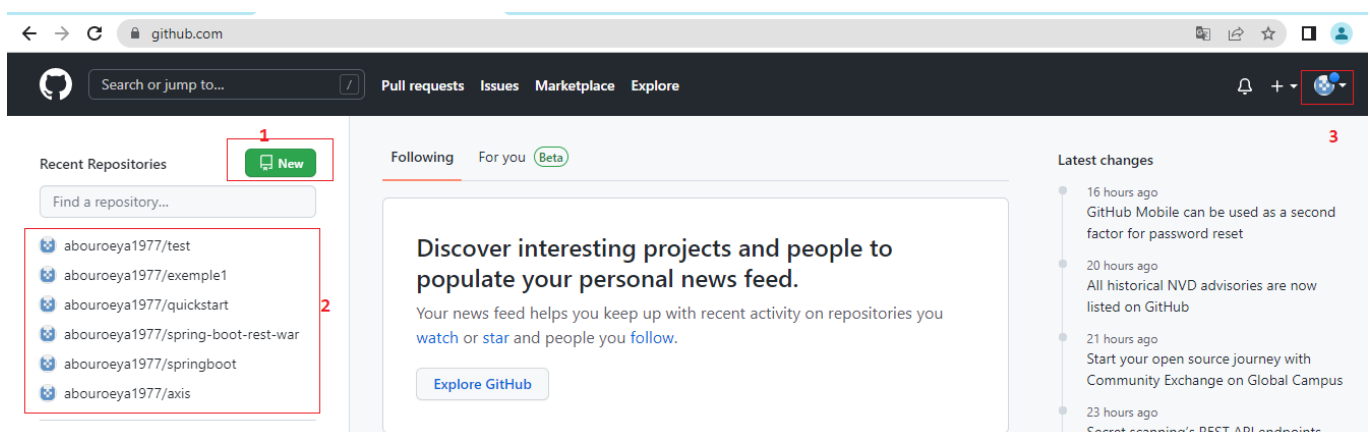 github.com
Search or jump to...
/
Pull requests Issues Marketplace Explore
1
3
Recent Repositories
New
Find a repository...
abouroeya1977/test
abouroeya1977/exemple1
abouroeya1977/quickstart
2
abouroeya1977/spring-boot-rest-war
abouroeya1977/springboot
abouroeya1977/axis
Following For you Beta
Discover interesting projects and people to
populate your personal news feed.
Your news feed helps you keep up with recent activity on repositories you
watch or star and people you follow.
Explore GitHub
Latest changes
16 hours ago
GitHub Mobile can be used as a second
factor for password reset
20 hours ago
All historical NVD advisories are now
listed on GitHub
21 hours ago
Start your open source journey with
Community Exchange on Global Campus
23 hours ago
Secret scanning's REST API endpoints